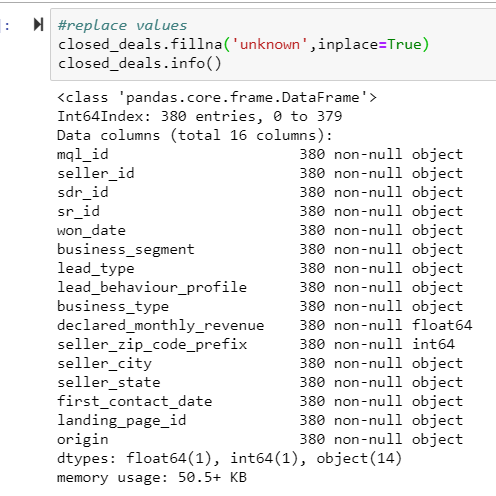 ]:
#replace values
closed_deals.fillna('unknown',inplace=True)
closed_deals.info()
<class 'pandas.core.frame.DataFrame'>
Int64Index: 380 entries, 0 to 379
Data columns (total 16 columns):
mql_id                     380 non-null object
seller_id                  380 non-null object
sdr_id                     380 non-null object
sr_id                      380 non-null object
won_date                   380 non-null object
business_segment           380 non-null object
lead_type                  380 non-null object
lead_behaviour_profile     380 non-null object
business_type              380 non-null object
declared_monthly_revenue   380 non-null float64
seller_zip_code_prefix     380 non-null int64
seller_city                380 non-null object
seller_state               380 non-null object
first_contact_date         380 non-null object
landing_page_id            380 non-null object
origin                     380 non-null object
dtypes: float64(1), int64(1), object(14)
memory usage: 50.5+ KB